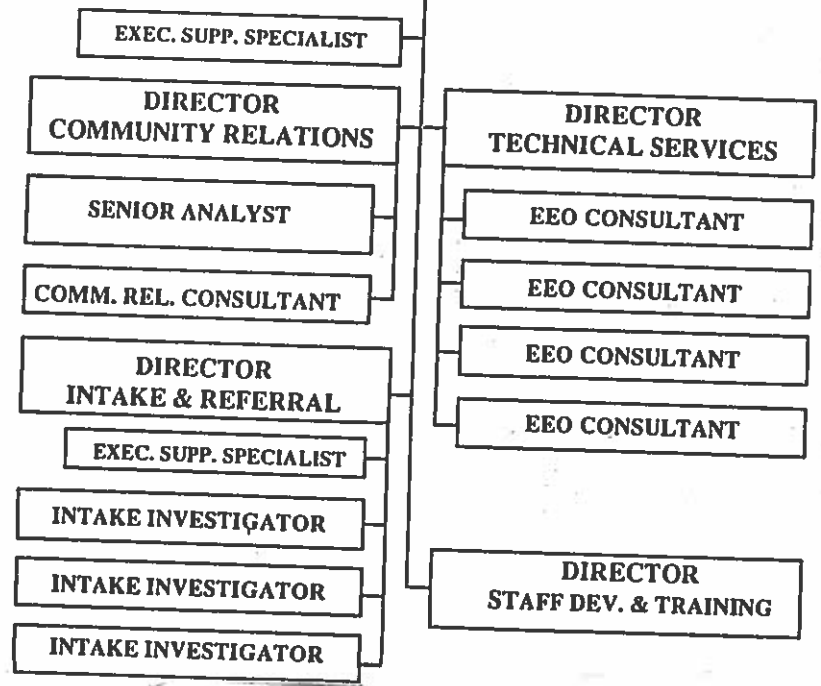 EXEC. SUPP. SPECIALIST
DIRECTOR
COMMUNITY RELATIONS
SENIOR ANALYST
COMM. REL. CONSULTANT
DIRECTOR
TECHNICAL SERVICES
EEO CONSULTANT
EEO CONSULTANT
EEO CONSULTANT
EEO CONSULTANT
DIRECTOR
INTAKE & REFERRAL
EXEC. SUPP. SPECIALIST
INTAKE INVESTIGATOR
INTAKE INVESTIGATOR
INTAKE INVESTIGATOR
DIRECTOR
STAFF DEV. & TRAINING